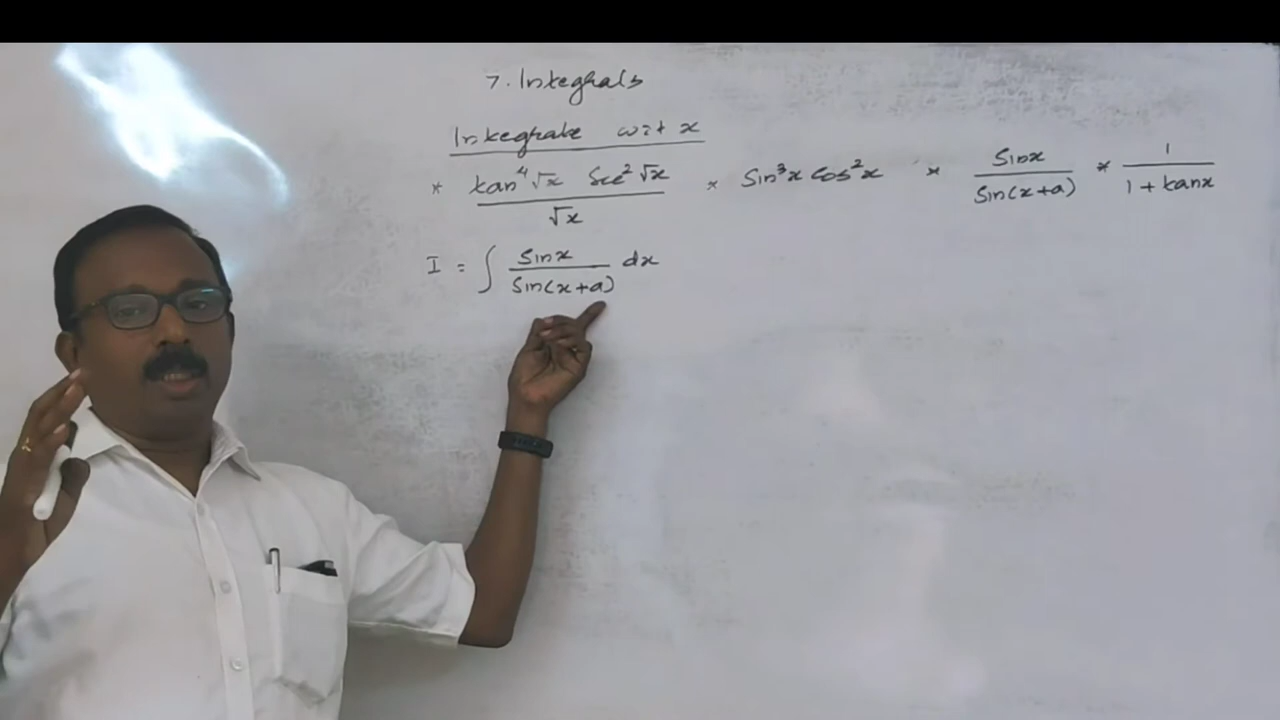 7. Integrals
Integrate w.r.t x
* tan⁴√x Sec²√x / √x * Sin³x Cos²x * Sinx / Sin(x+a) * 1 / 1 + tanx
I = ∫ Sinx / Sin(x+a) dx